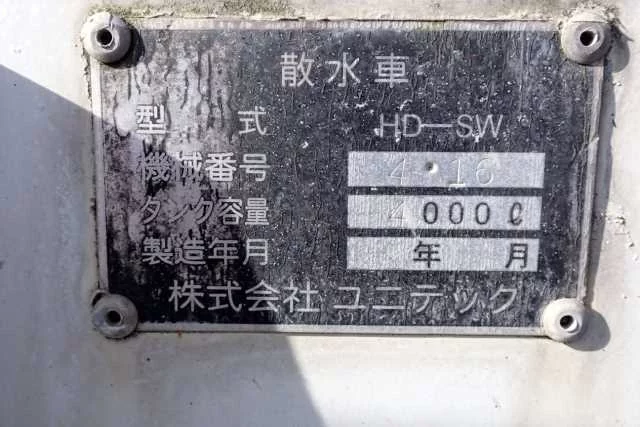 散水車
型式 HD-SW
機械番号 4・16
タンク容量 4000ℓ
製造年月 年 月
株式会社 ユニテック